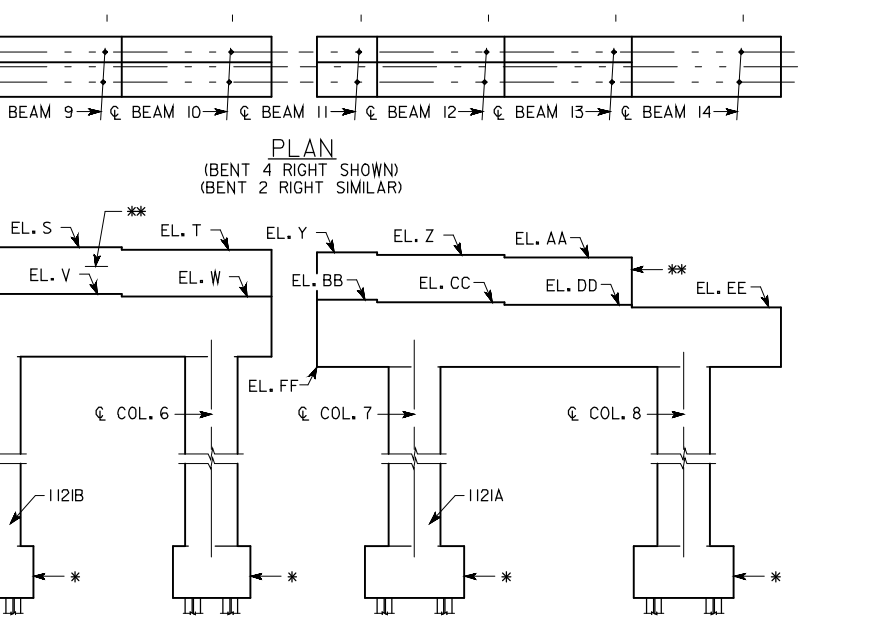 BEAM 9 ℄ BEAM 10 ℄ BEAM 11 ℄ BEAM 12 ℄ BEAM 13 ℄ BEAM 14
PLAN
(BENT 4 RIGHT SHOWN)
(BENT 2 RIGHT SIMILAR)
**
EL. S
EL. T
EL. Y
EL. Z
EL. AA
**
EL. V
EL. W
EL. BB
EL. CC
EL. DD
EL. EE
EL. FF
℄ COL. 6
℄ COL. 7
℄ COL. 8
1121B
1121A
*
*
*
*